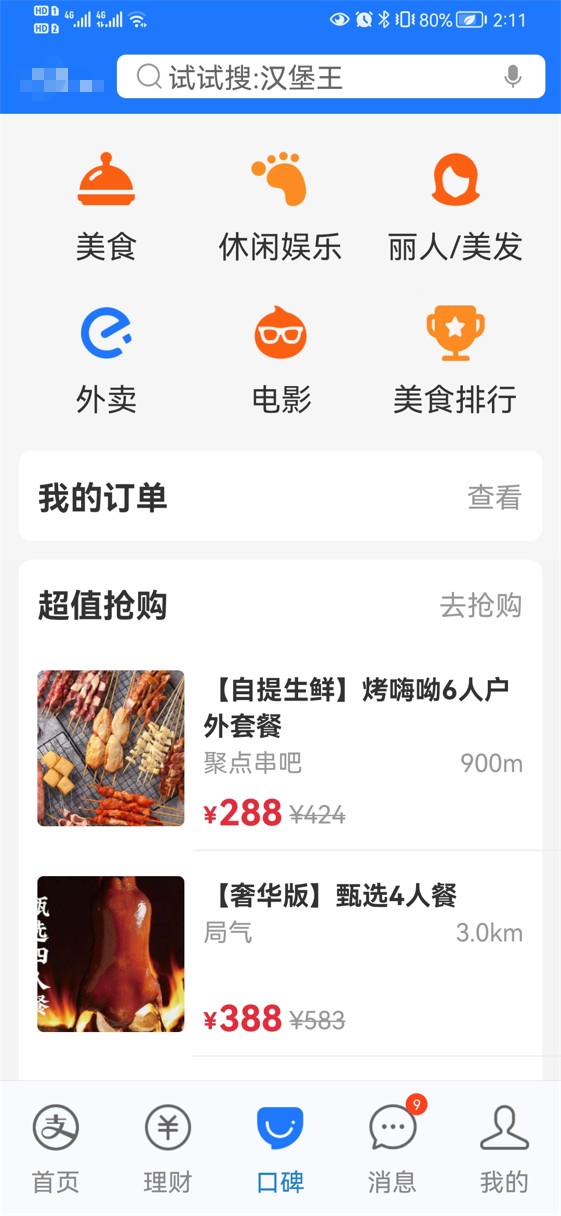 HD 1 4G 4G 80% 2:11
HD 2
试试搜:汉堡王
美食 休闲娱乐 丽人/美发
外卖 电影 美食排行
我的订单 查看
超值抢购 去抢购
【自提生鲜】烤嗨呦6人户
外套餐
聚点串吧 900m
¥288 ¥424
甄选四人餐
【奢华版】甄选4人餐
局气 3.0km
¥388 ¥583
支 ¥ 9
首页 理财 口碑 消息 我的